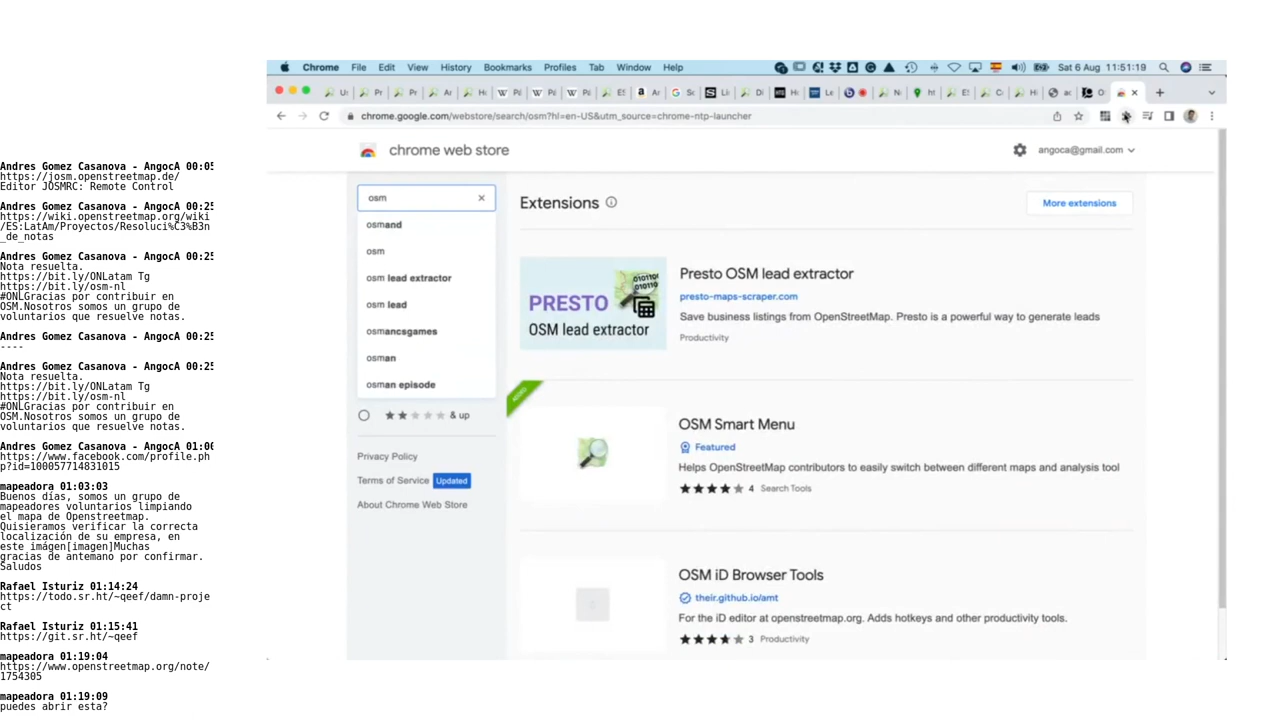 Andres Gomez Casanova - AngocA 00:05
https://josm.openstreetmap.de/
Editor JOSMRC: Remote Control
Andres Gomez Casanova - AngocA 00:25
https://wiki.openstreetmap.org/wiki
/ES:LatAm/Proyectos/Resoluci%C3%B3n
_de_notas
Andres Gomez Casanova - AngocA 00:25
Nota resuelta.
https://bit.ly/ONLatam Tg
https://bit.ly/osm-nl
#ONLGracias por contribuir en
OSM.Nosotros somos un grupo de
voluntarios que resuelve notas.
Andres Gomez Casanova - AngocA 00:25
----
Andres Gomez Casanova - AngocA 00:25
Nota resuelta.
https://bit.ly/ONLatam Tg
https://bit.ly/osm-nl
#ONLGracias por contribuir en
OSM.Nosotros somos un grupo de
voluntarios que resuelve notas.
Andres Gomez Casanova - AngocA 01:00
https://www.facebook.com/profile.ph
p?id=100057714831015
mapeadora 01:03:03
Buenos días, somos un grupo de
mapeadores voluntarios limpiando
el mapa de Openstreetmap.
Quisieramos verificar la correcta
localización de su empresa, en
este imágen[imagen]Muchas
gracias de antemano por confirmar.
Saludos
Rafael Isturiz 01:14:24
https://todo.sr.ht/~qeef/damn-proje
ct
Rafael Isturiz 01:15:41
https://git.sr.ht/~qeef
mapeadora 01:19:04
https://www.openstreetmap.org/note/
1754305
mapeadora 01:19:09
puedes abrir esta?
Chrome File Edit View History Bookmarks Profiles Tab Window Help Sat 6 Aug 11:51:19
chrome.google.com/webstore/search/osm?hl=en-US&utm_source=chrome-ntp-launcher
chrome web store
angoca@gmail.com
osm
osmand
osm
osm lead extractor
osm lead
osmancsgames
osman
osman episode
& up
Privacy Policy
Terms of Service Updated
About Chrome Web Store
Extensions
More extensions
PRESTO
OSM lead extractor
Presto OSM lead extractor
presto-maps-scraper.com
Save business listings from OpenStreetMap. Presto is a powerful way to generate leads
Productivity
OSM Smart Menu
Featured
Helps OpenStreetMap contributors to easily switch between different maps and analysis tool
4 Search Tools
OSM iD Browser Tools
their.github.io/amt
For the iD editor at openstreetmap.org. Adds hotkeys and other productivity tools.
3 Productivity